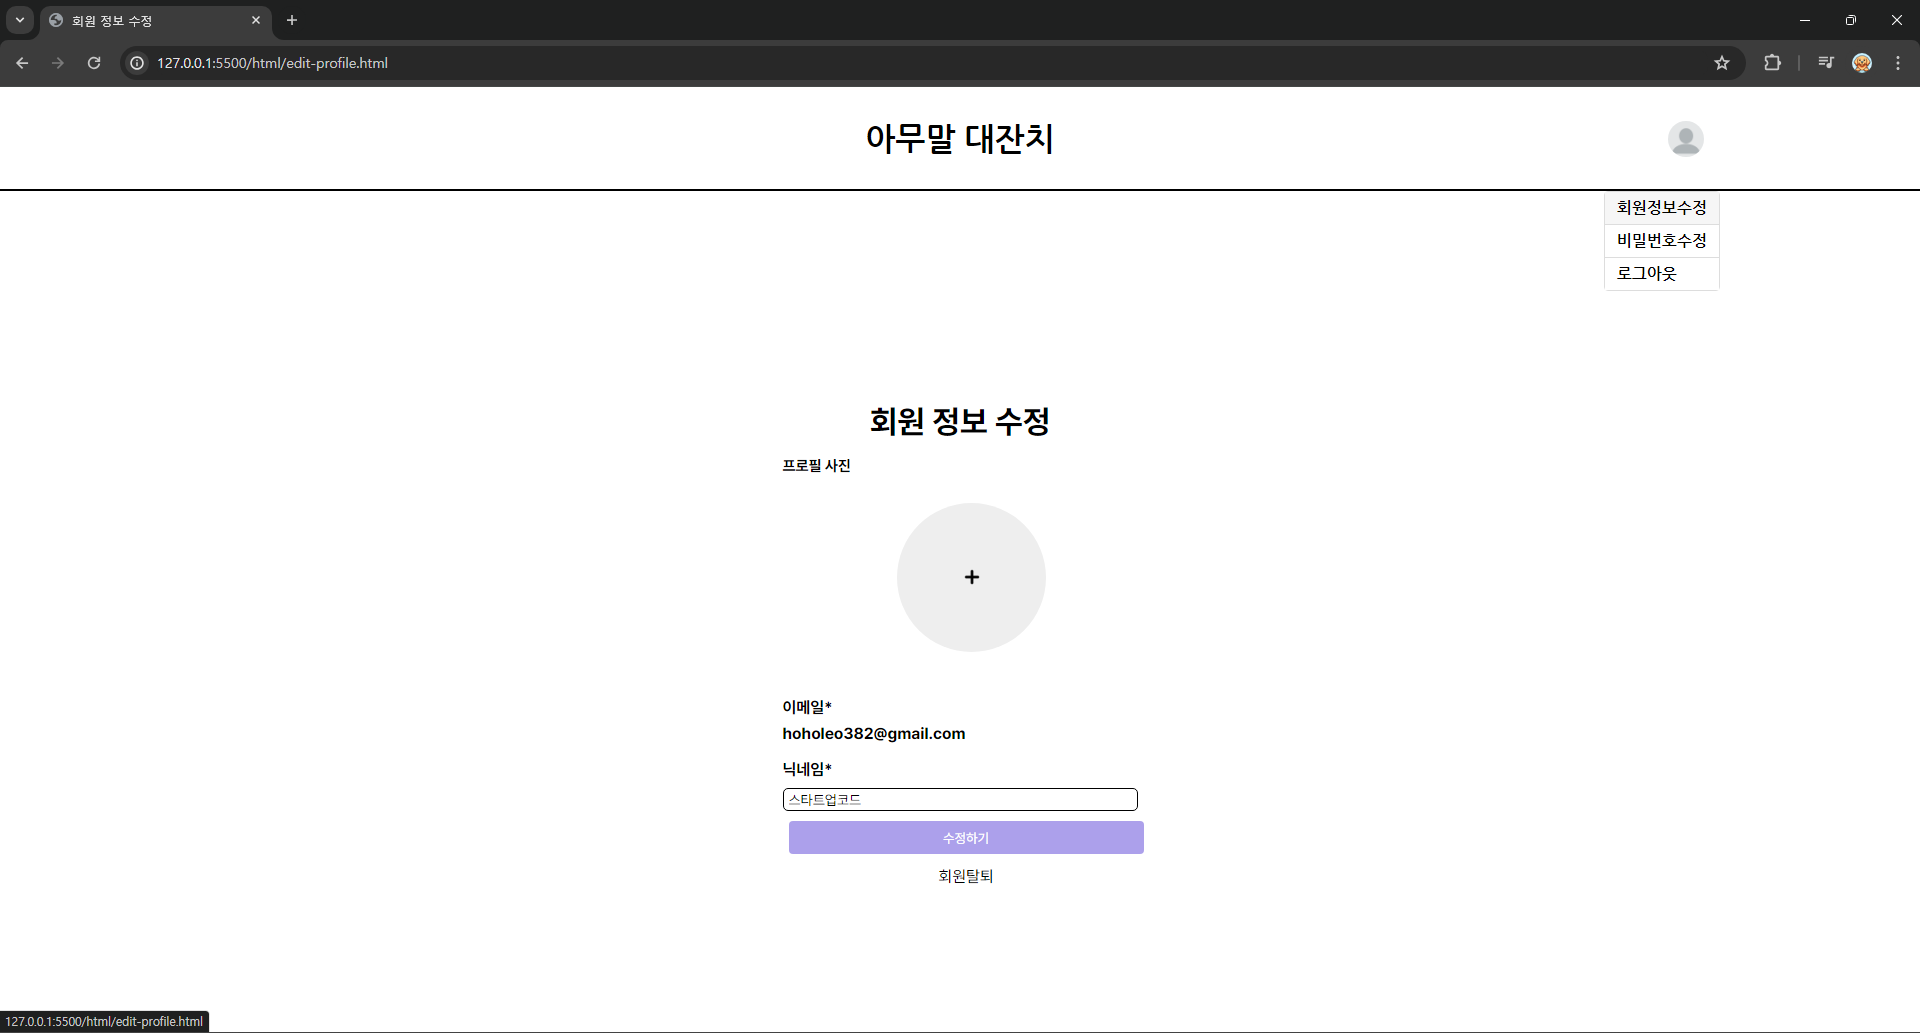 회원 정보 수정
127.0.0.1:5500/html/edit-profile.html
아무말 대잔치
회원정보수정
비밀번호수정
로그아웃
회원 정보 수정
프로필 사진
+
이메일*
hoholeo382@gmail.com
닉네임*
스타트업코드
수정하기
회원탈퇴
127.0.0.1:5500/html/edit-profile.html